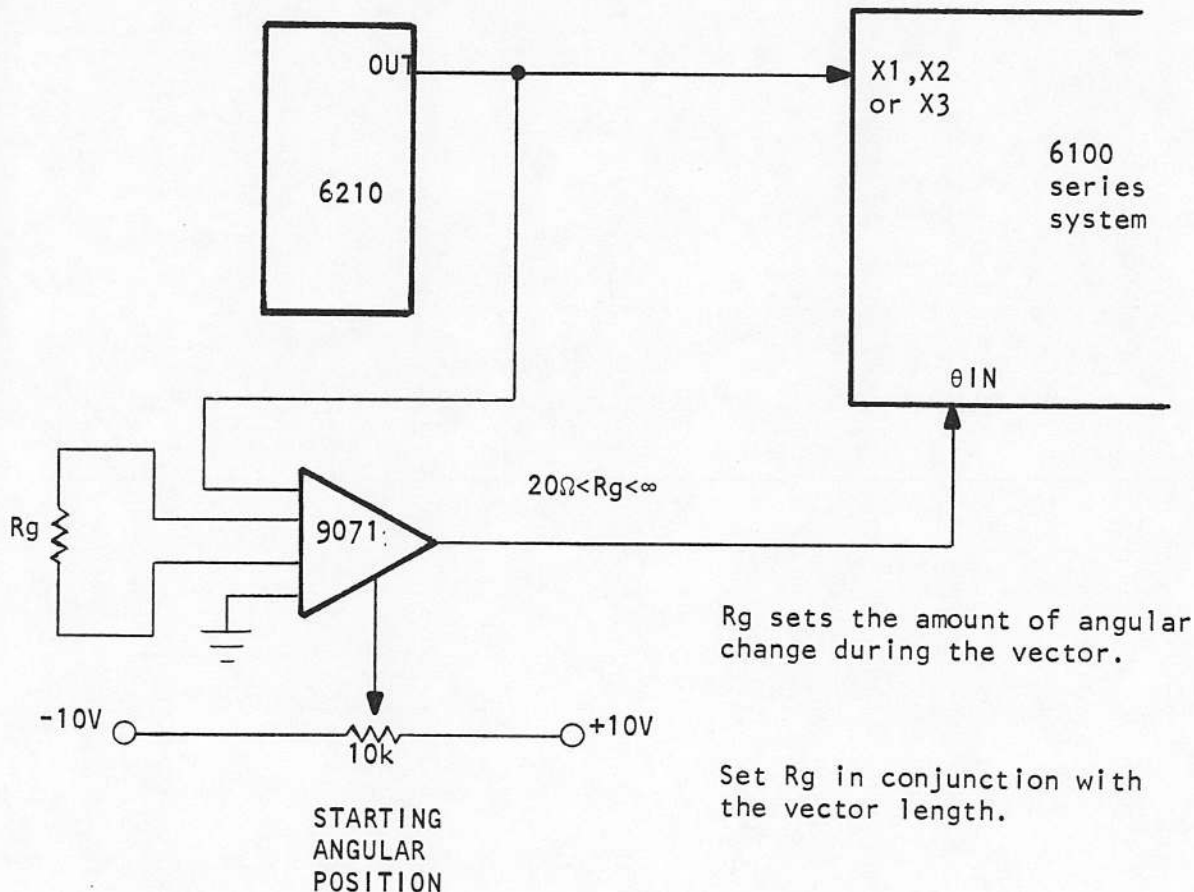 OUT
X1,X2
or X3
6210
6100
series
system
θIN
20Ω<Rg<∞
Rg
9071
Rg sets the amount of angular
change during the vector.
-10V
+10V
10k
Set Rg in conjunction with
the vector length.
STARTING
ANGULAR
POSITION